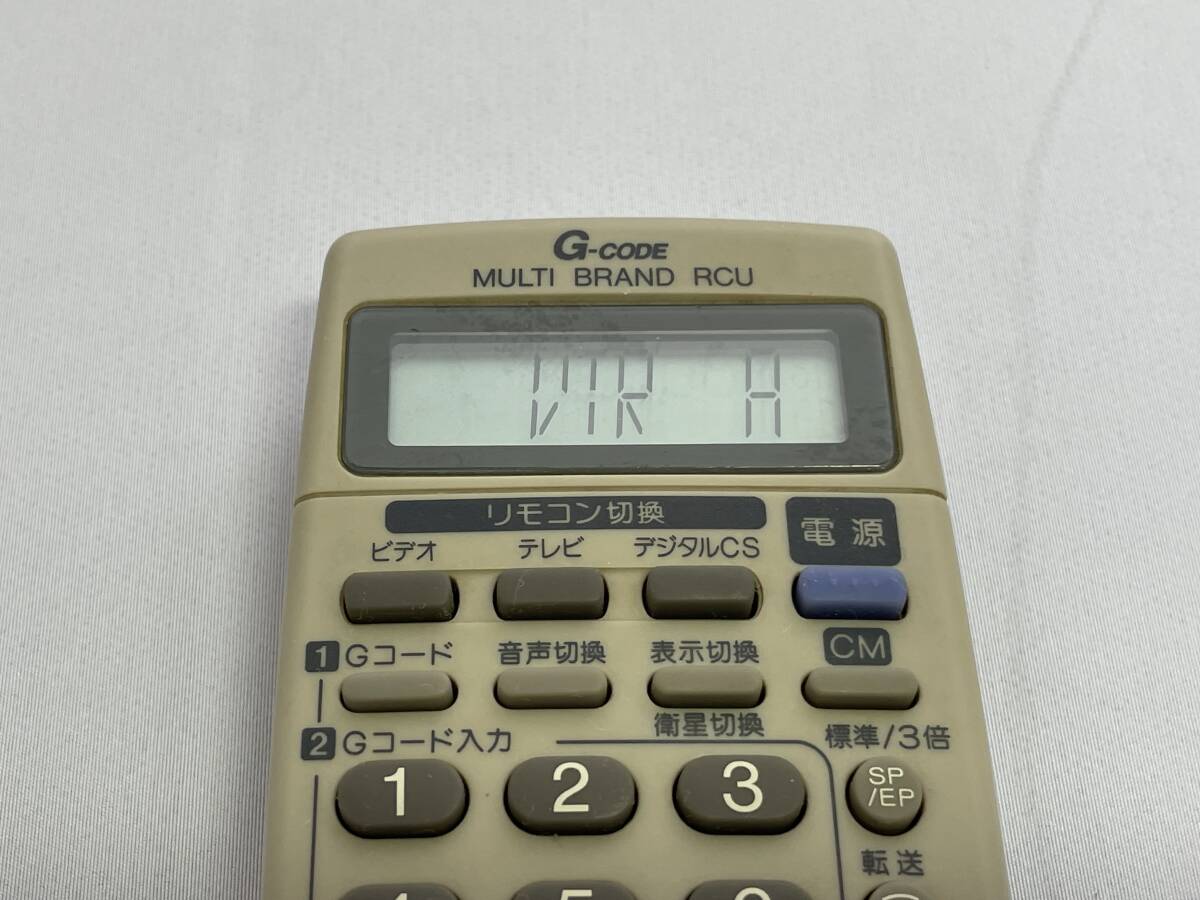 G-CODE
MULTI BRAND RCU
VTR A
リモコン切換
電源
ビデオ テレビ デジタルCS
1 Gコード 音声切換 表示切換 CM
衛星切換
2 Gコード入力 標準/3倍
1 2 3 SP/EP
転送